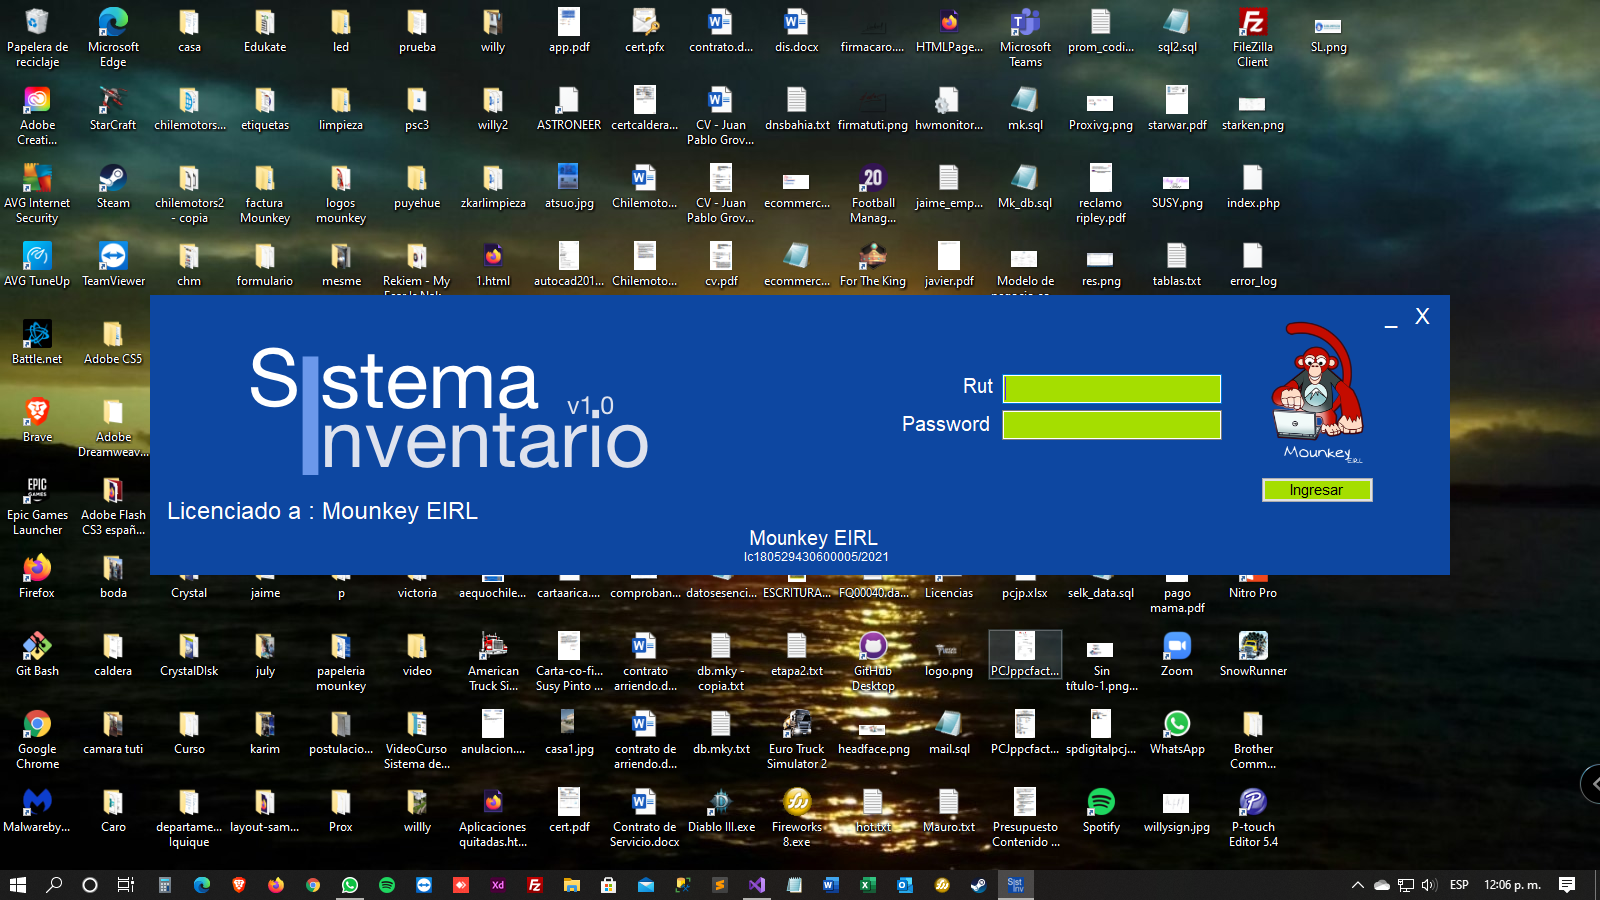 Papelera de reciclaje
Microsoft Edge
casa
Edukate
led
prueba
willy
app.pdf
cert.pfx
contrato.d...
dis.docx
firmacaro....
HTMLPage...
Microsoft Teams
prom_codi...
sql2.sql
FileZilla Client
SL.png
Adobe Creati...
StarCraft
chilemotors...
etiquetas
limpieza
psc3
willy2
ASTRONEER
certcaldera...
CV - Juan Pablo Grov...
dnsbahia.txt
firmatuti.png
hwmonitor...
mk.sql
Proxivg.png
starwar.pdf
starken.png
AVG Internet Security
Steam
chilemotors2 - copia
factura Mounkey
logos mounkey
puyehue
zkarlimpieza
atsuo.jpg
Chilemoto...
CV - Juan Pablo Grov...
ecommerc...
Football Manag...
jaime_emp...
Mk_db.sql
reclamo ripley.pdf
SUSY.png
index.php
AVG TuneUp
TeamViewer
chm
formulario
mesme
Rekiem - My
1.html
autocad201...
Chilemoto...
cv.pdf
ecommerc...
For The King
javier.pdf
Modelo de
res.png
tablas.txt
error_log
Battle.net
Adobe CS5
Brave
Adobe Dreamweav...
Epic Games Launcher
Adobe Flash CS3 españ...
_ X
Sistema
v1.0
Inventario
Licenciado a : Mounkey EIRL
Rut
Password
Mounkey
EIRL
Ingresar
Mounkey EIRL
lc180529430600005/2021
Firefox
boda
Crystal
jaime
p
victoria
aequochile...
cartaarica....
comproban...
datosesenci...
ESCRITURA...
FQ00040.da...
Licencias
pcjp.xlsx
selk_data.sql
pago mama.pdf
Nitro Pro
Git Bash
caldera
CrystalDIsk
july
papeleria mounkey
video
American Truck Si...
Carta-co-fi... Susy Pinto ...
contrato arriendo.d...
db.mky - copia.txt
etapa2.txt
GitHub Desktop
logo.png
PCJppcfact...
Sin título-1.png...
Zoom
SnowRunner
Google Chrome
camara tuti
Curso
karim
postulacio...
VideoCurso Sistema de...
anulacion....
casa1.jpg
contrato de arriendo.d...
db.mky.txt
Euro Truck Simulator 2
headface.png
mail.sql
PCJppcfact...
spdigitalpcj...
WhatsApp
Brother Comm...
Malwareby...
Caro
departame... Iquique
layout-sam...
Prox
willly
Aplicaciones quitadas.ht...
cert.pdf
Contrato de Servicio.docx
Diablo III.exe
Fireworks 8.exe
hot.txt
Mauro.txt
Presupuesto Contenido ...
Spotify
willysign.jpg
P-touch Editor 5.4
ESP
12:06 p. m.